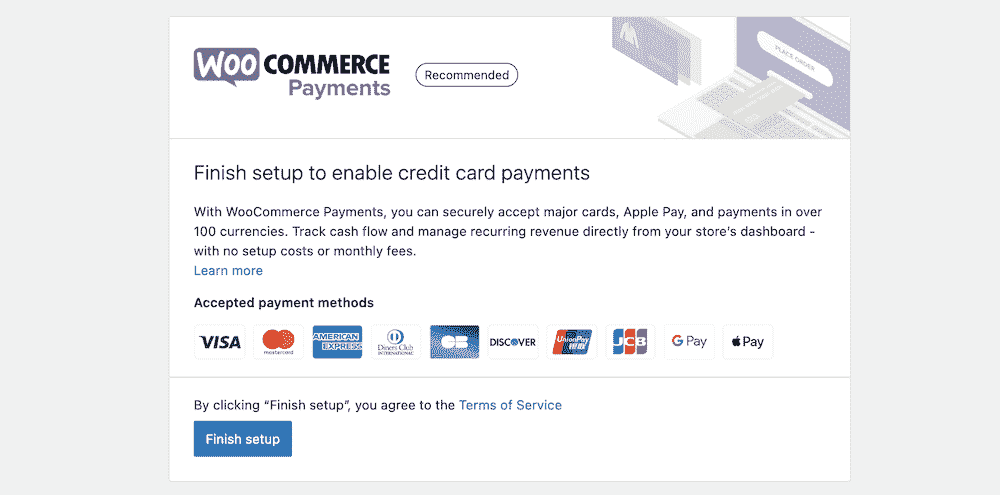 WOO COMMERCE
Payments
Recommended
PLACE ORDER
Finish setup to enable credit card payments
With WooCommerce Payments, you can securely accept major cards, Apple Pay, and payments in over
100 currencies. Track cash flow and manage recurring revenue directly from your store's dashboard -
with no setup costs or monthly fees.
Learn more
Accepted payment methods
VISA mastercard AMERICAN EXPRESS Diners Club INTERNATIONAL CB DISCOVER UnionPay 银联 JCB G Pay Pay
By clicking “Finish setup”, you agree to the Terms of Service
Finish setup